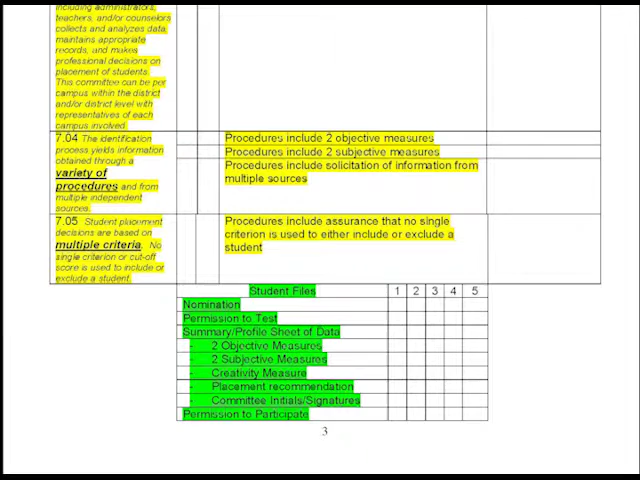 including administrators,
teachers, and/or counselors
collects and analyzes data,
maintains appropriate
records, and makes
professional decisions on
placement of students.
This committee can be per
campus within the district
and/or district level with
representatives of each
campus involved.
7.04 The identification
process yields information
obtained through a
variety of
procedures and from
multiple independent
sources.
Procedures include 2 objective measures
Procedures include 2 subjective measures
Procedures include solicitation of information from
multiple sources
7.05 Student placement
decisions are based on
multiple criteria. No
single criterion or cut-off
score is used to include or
exclude a student.
Procedures include assurance that no single
criterion is used to either include or exclude a
student
Student Files 1 2 3 4 5
Nomination
Permission to Test
Summary/Profile Sheet of Data
- 2 Objective Measures
- 2 Subjective Measures
- Creativity Measure
- Placement recommendation
- Committee Initials/Signatures
Permission to Participate
3